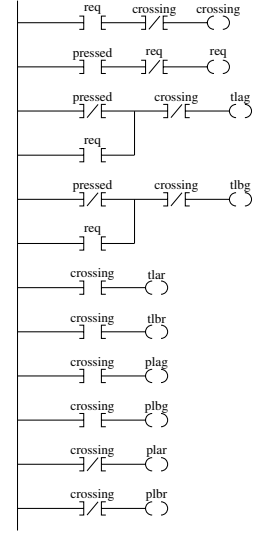 req crossing crossing
pressed req req
pressed crossing tlag
req
pressed crossing tlbg
req
crossing tlar
crossing tlbr
crossing plag
crossing plbg
crossing plar
crossing plbr